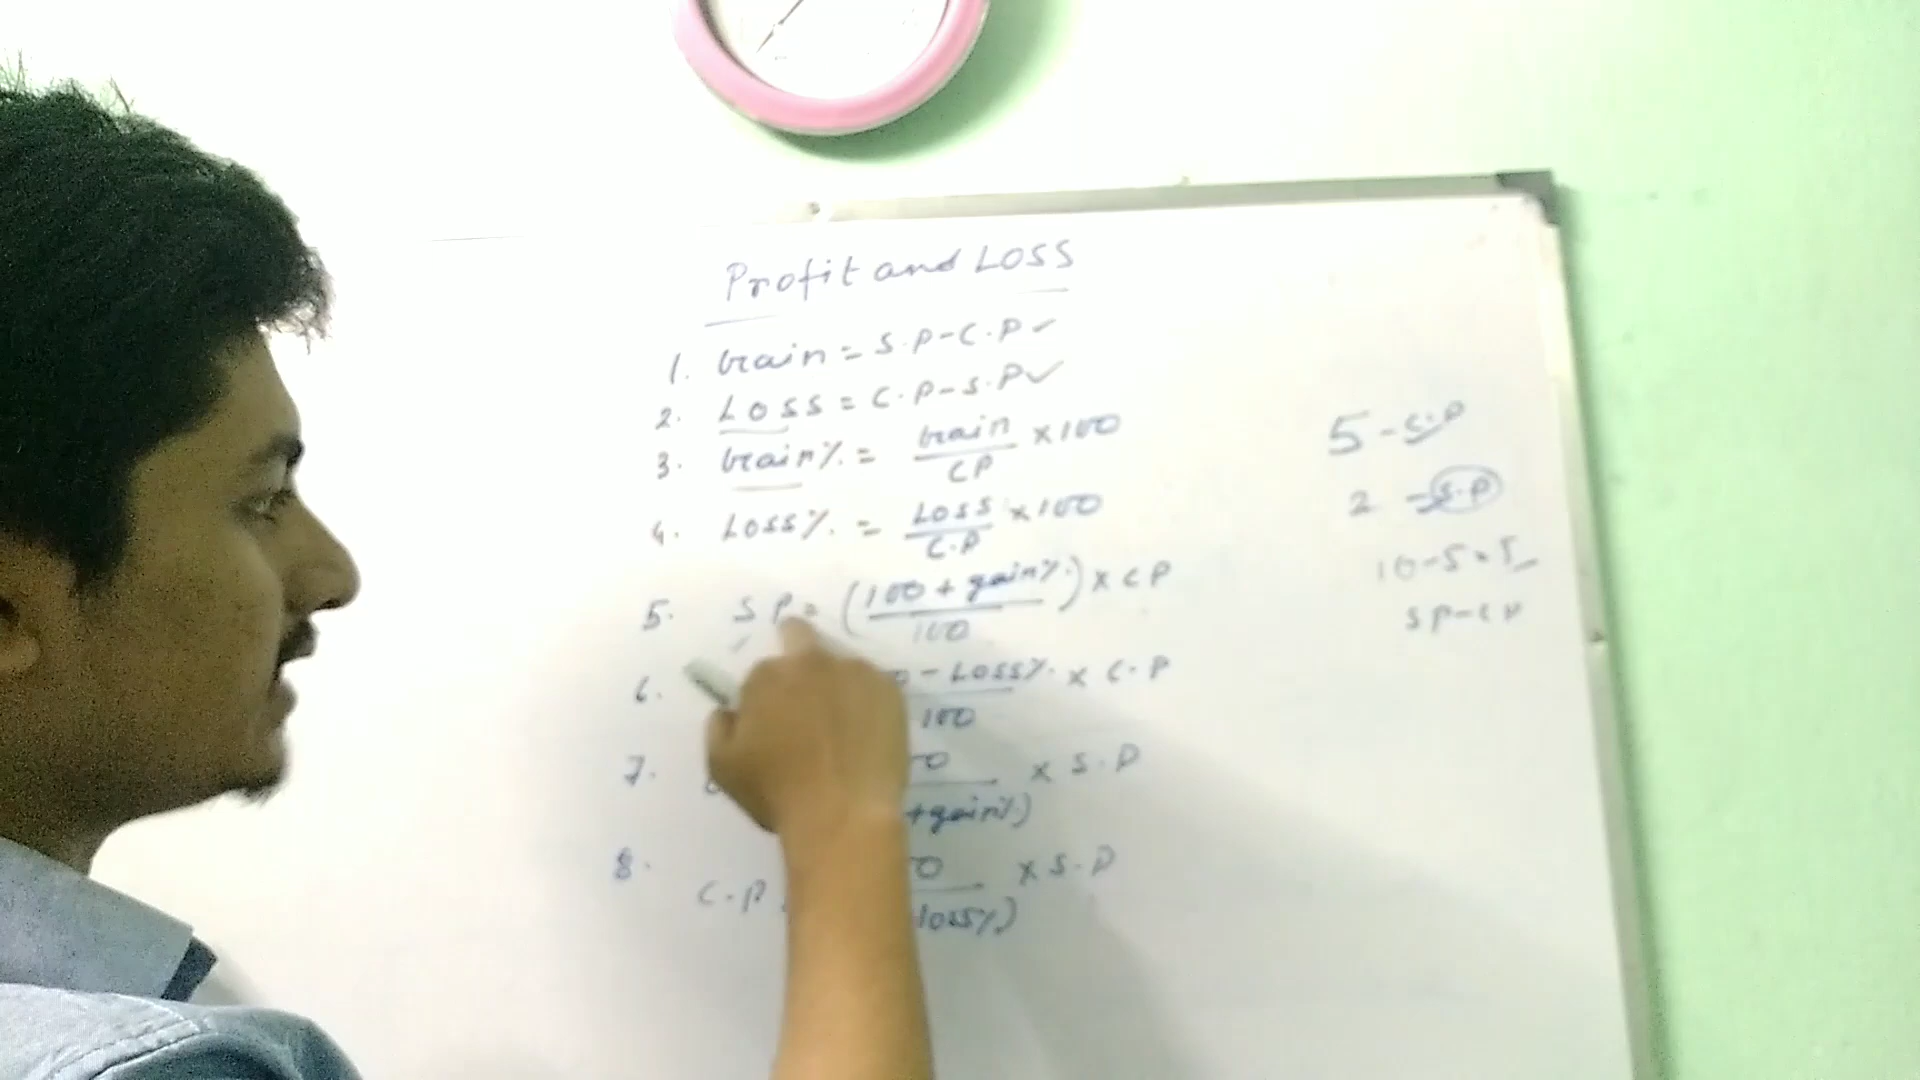 Profit and Loss
1. Gain = S.P-C.P ✓
2. Loss = C.P-S.P ✓
3. Gain% = Gain/CP × 100
4. Loss% = Loss/C.P × 100
5. SP = (100 + gain%/100) × CP
6. - Loss%/100 × C.P
7. × S.P
+gain%)
8. C.P × S.P
loss%)
5 - C.P
2 - S.P
10-5=5
SP-CP